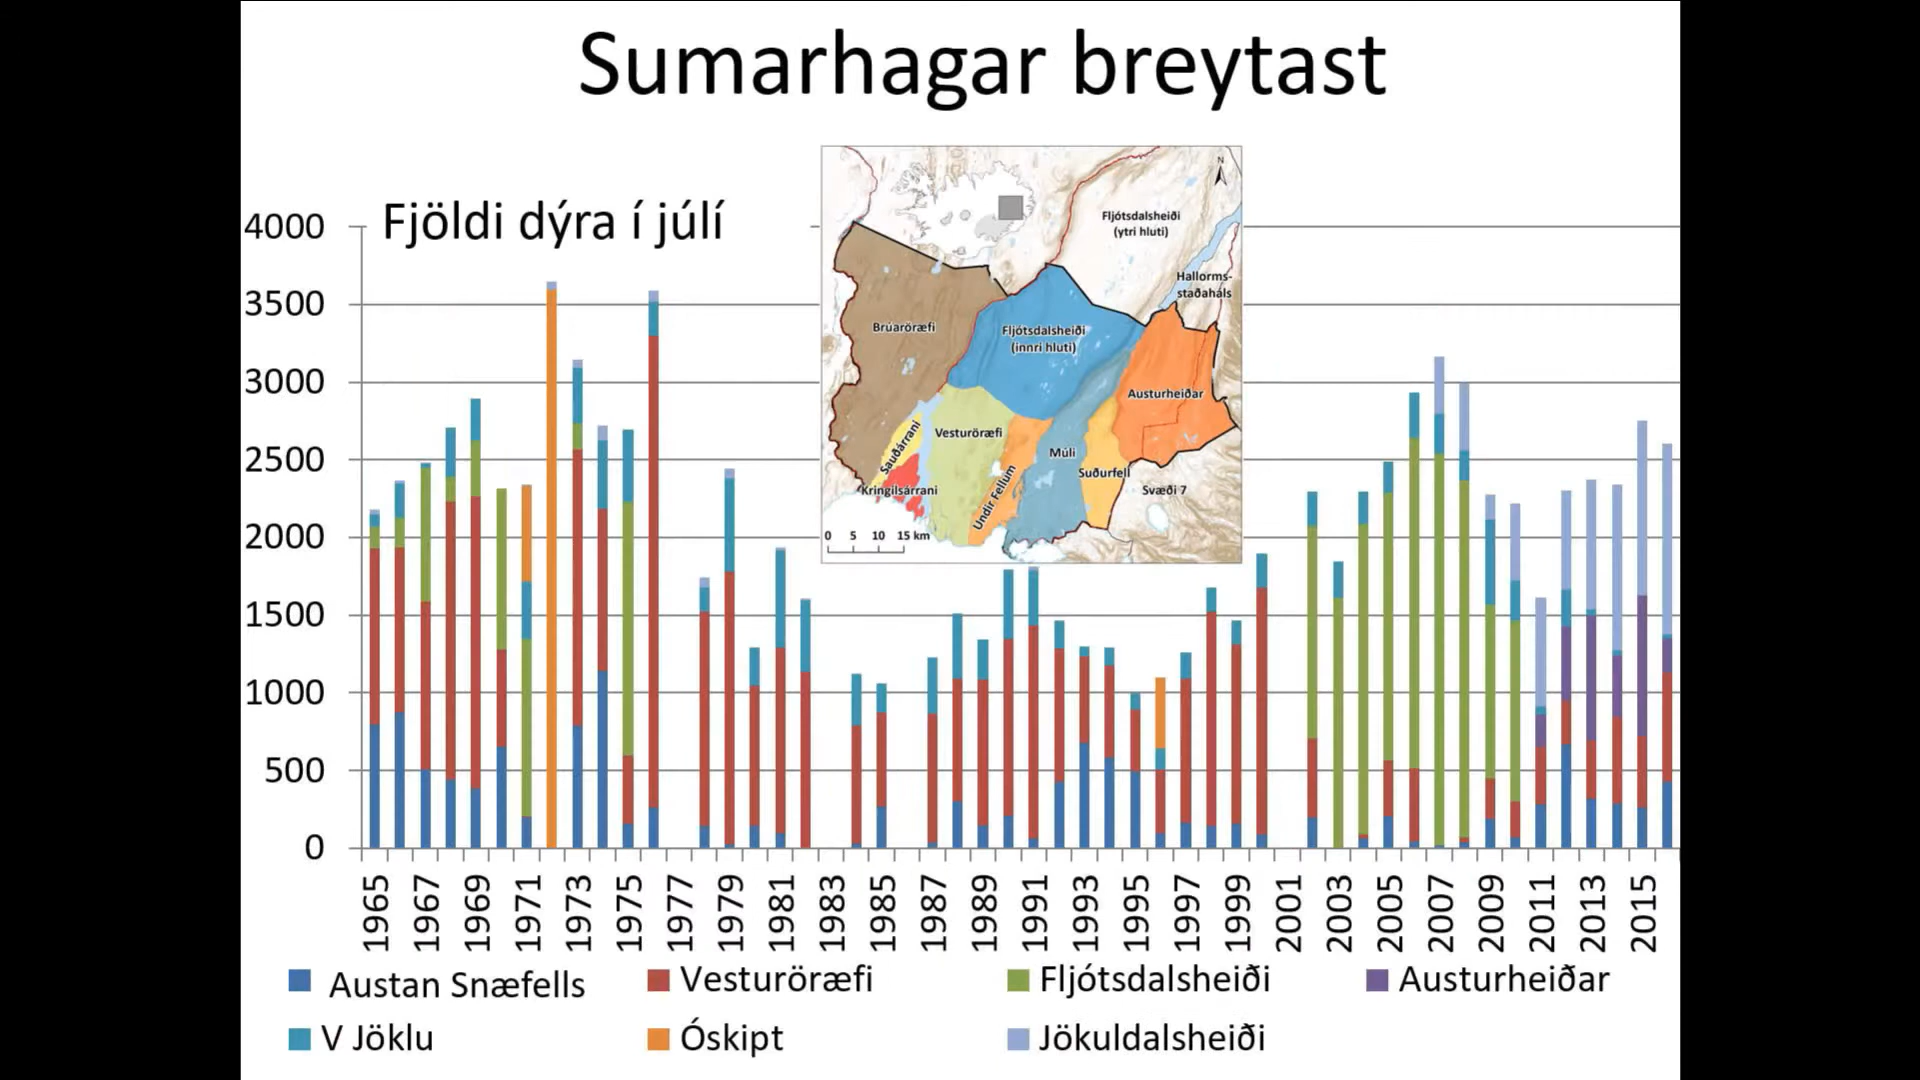 Sumarhagar breytast
Fjöldi dýra í júlí
4000
3500
3000
2500
2000
1500
1000
500
0
N
Fljótsdalsheiði
(ytri hluti)
Hallorms-
staðaháls
Brúaröræfi
Fljótsdalsheiði
(innri hluti)
Austurheiðar
Sauðárrani
Vesturöræfi
Múli
Suðurfell
Kringilsárrani
Undir Fellum
Svæði 7
0 5 10 15 km
1965 1967 1969 1971 1973 1975 1977 1979 1981 1983 1985 1987 1989 1991 1993 1995 1997 1999 2001 2003 2005 2007 2009 2011 2013 2015
Austan Snæfells Vesturöræfi Fljótsdalsheiði Austurheiðar
V Jöklu Óskipt Jökuldalsheiði